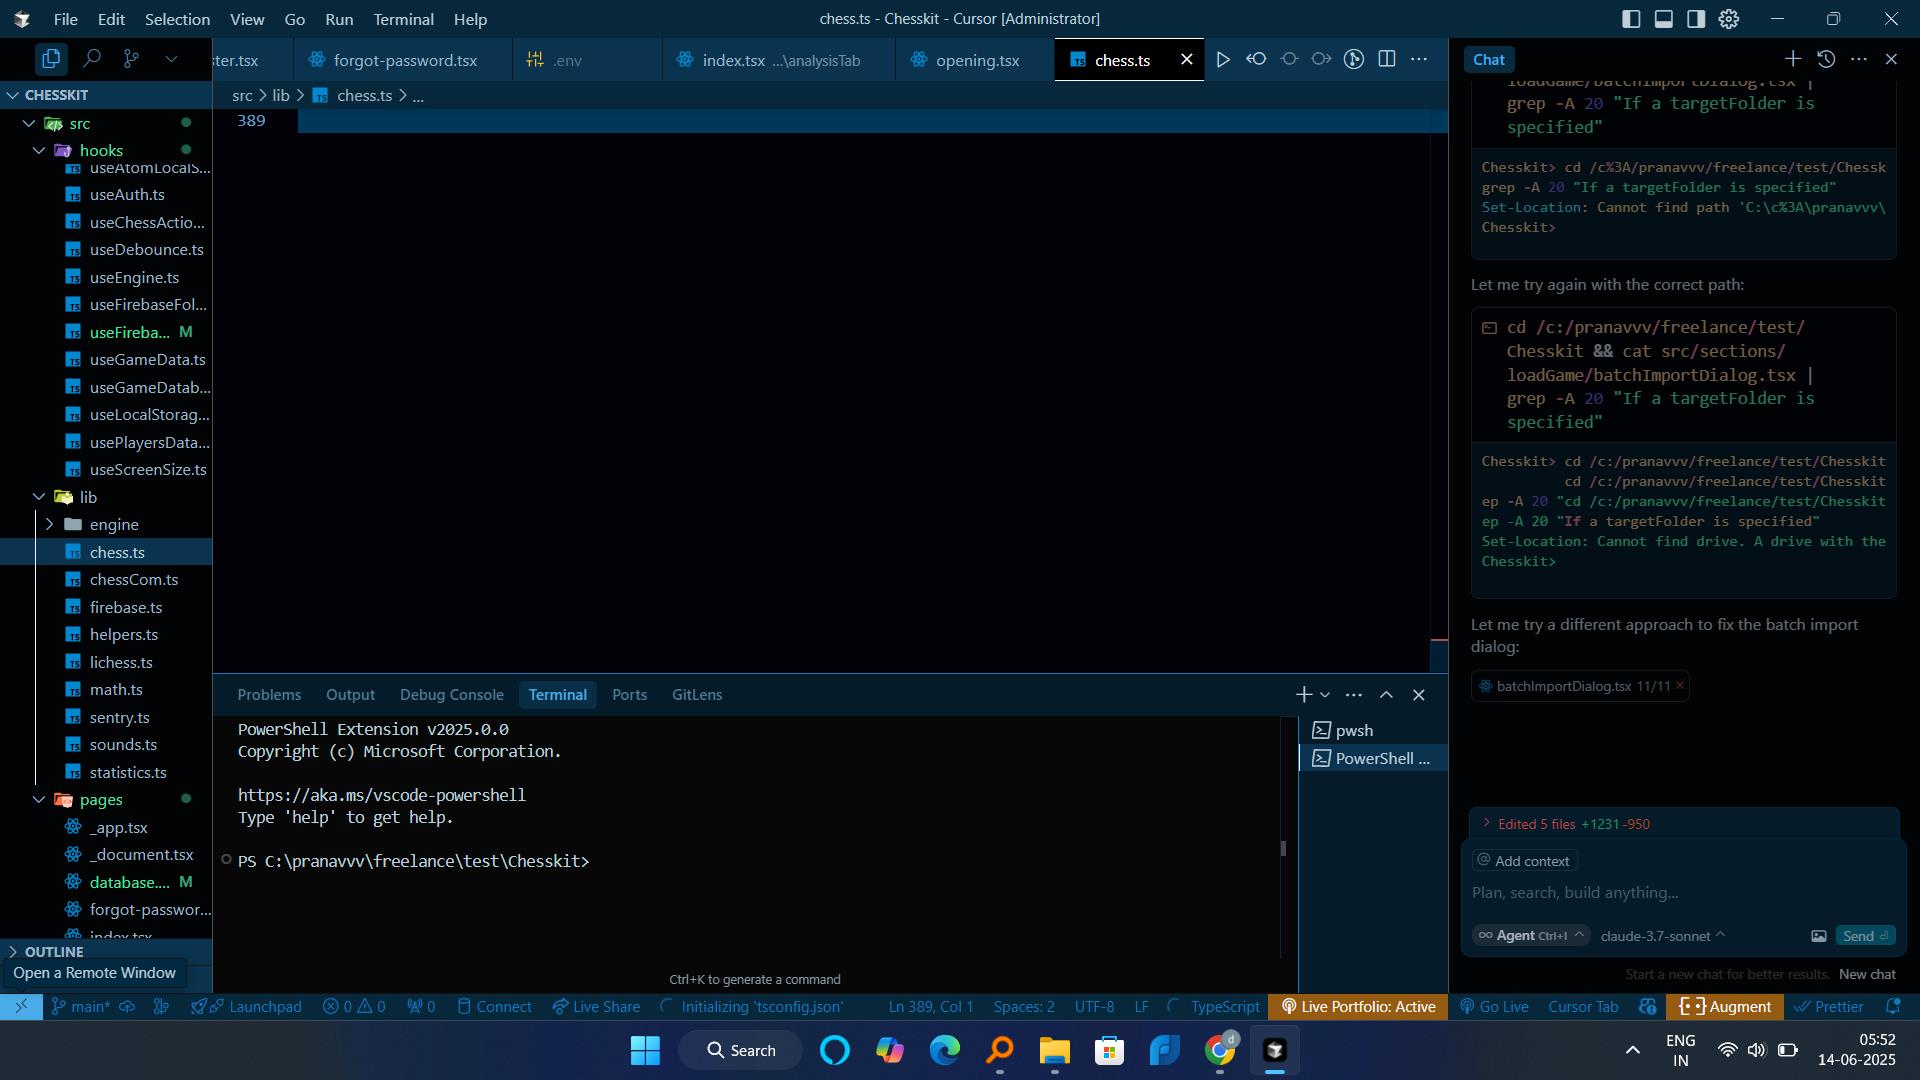 File Edit Selection View Go Run Terminal Help
chess.ts - Chesskit - Cursor [Administrator]
ster.tsx
forgot-password.tsx
.env
index.tsx ...\analysisTab
opening.tsx
chess.ts
CHESSKIT
src
hooks
useAtomLocalS...
useAuth.ts
useChessActio...
useDebounce.ts
useEngine.ts
useFirebaseFol...
useFireba... M
useGameData.ts
useGameDatab...
useLocalStorag...
usePlayersData...
useScreenSize.ts
lib
engine
chess.ts
chessCom.ts
firebase.ts
helpers.ts
lichess.ts
math.ts
sentry.ts
sounds.ts
statistics.ts
pages
_app.tsx
_document.tsx
database.... M
forgot-passwor...
index.tsx
OUTLINE
Open a Remote Window
src > lib > chess.ts > ...
389
Problems Output Debug Console Terminal Ports GitLens
PowerShell Extension v2025.0.0
Copyright (c) Microsoft Corporation.
https://aka.ms/vscode-powershell
Type 'help' to get help.
PS C:\pranavvv\freelance\test\Chesskit>
pwsh
PowerShell ...
Ctrl+K to generate a command
Chat
loadGame/batchImportDialog.tsx |
grep -A 20 "If a targetFolder is
specified"
Chesskit> cd /c%3A/pranavvv/freelance/test/Chessk
grep -A 20 "If a targetFolder is specified"
Set-Location: Cannot find path 'C:\c%3A\pranavvv\
Chesskit>
Let me try again with the correct path:
cd /c:/pranavvv/freelance/test/
Chesskit && cat src/sections/
loadGame/batchImportDialog.tsx |
grep -A 20 "If a targetFolder is
specified"
Chesskit> cd /c:/pranavvv/freelance/test/Chesskit
cd /c:/pranavvv/freelance/test/Chesskit
ep -A 20 "cd /c:/pranavvv/freelance/test/Chesskit
ep -A 20 "If a targetFolder is specified"
Set-Location: Cannot find drive. A drive with the
Chesskit>
Let me try a different approach to fix the batch import
dialog:
batchImportDialog.tsx 11/11
Edited 5 files +1231 -950
@ Add context
Plan, search, build anything...
Agent Ctrl+I
claude-3.7-sonnet
Send
Start a new chat for better results. New chat
main* Launchpad 0 0 0 Connect Live Share Initializing 'tsconfig.json' Ln 389, Col 1 Spaces: 2 UTF-8 LF TypeScript Live Portfolio: Active Go Live Cursor Tab Augment Prettier
Search
d
ENG
IN
05:52
14-06-2025